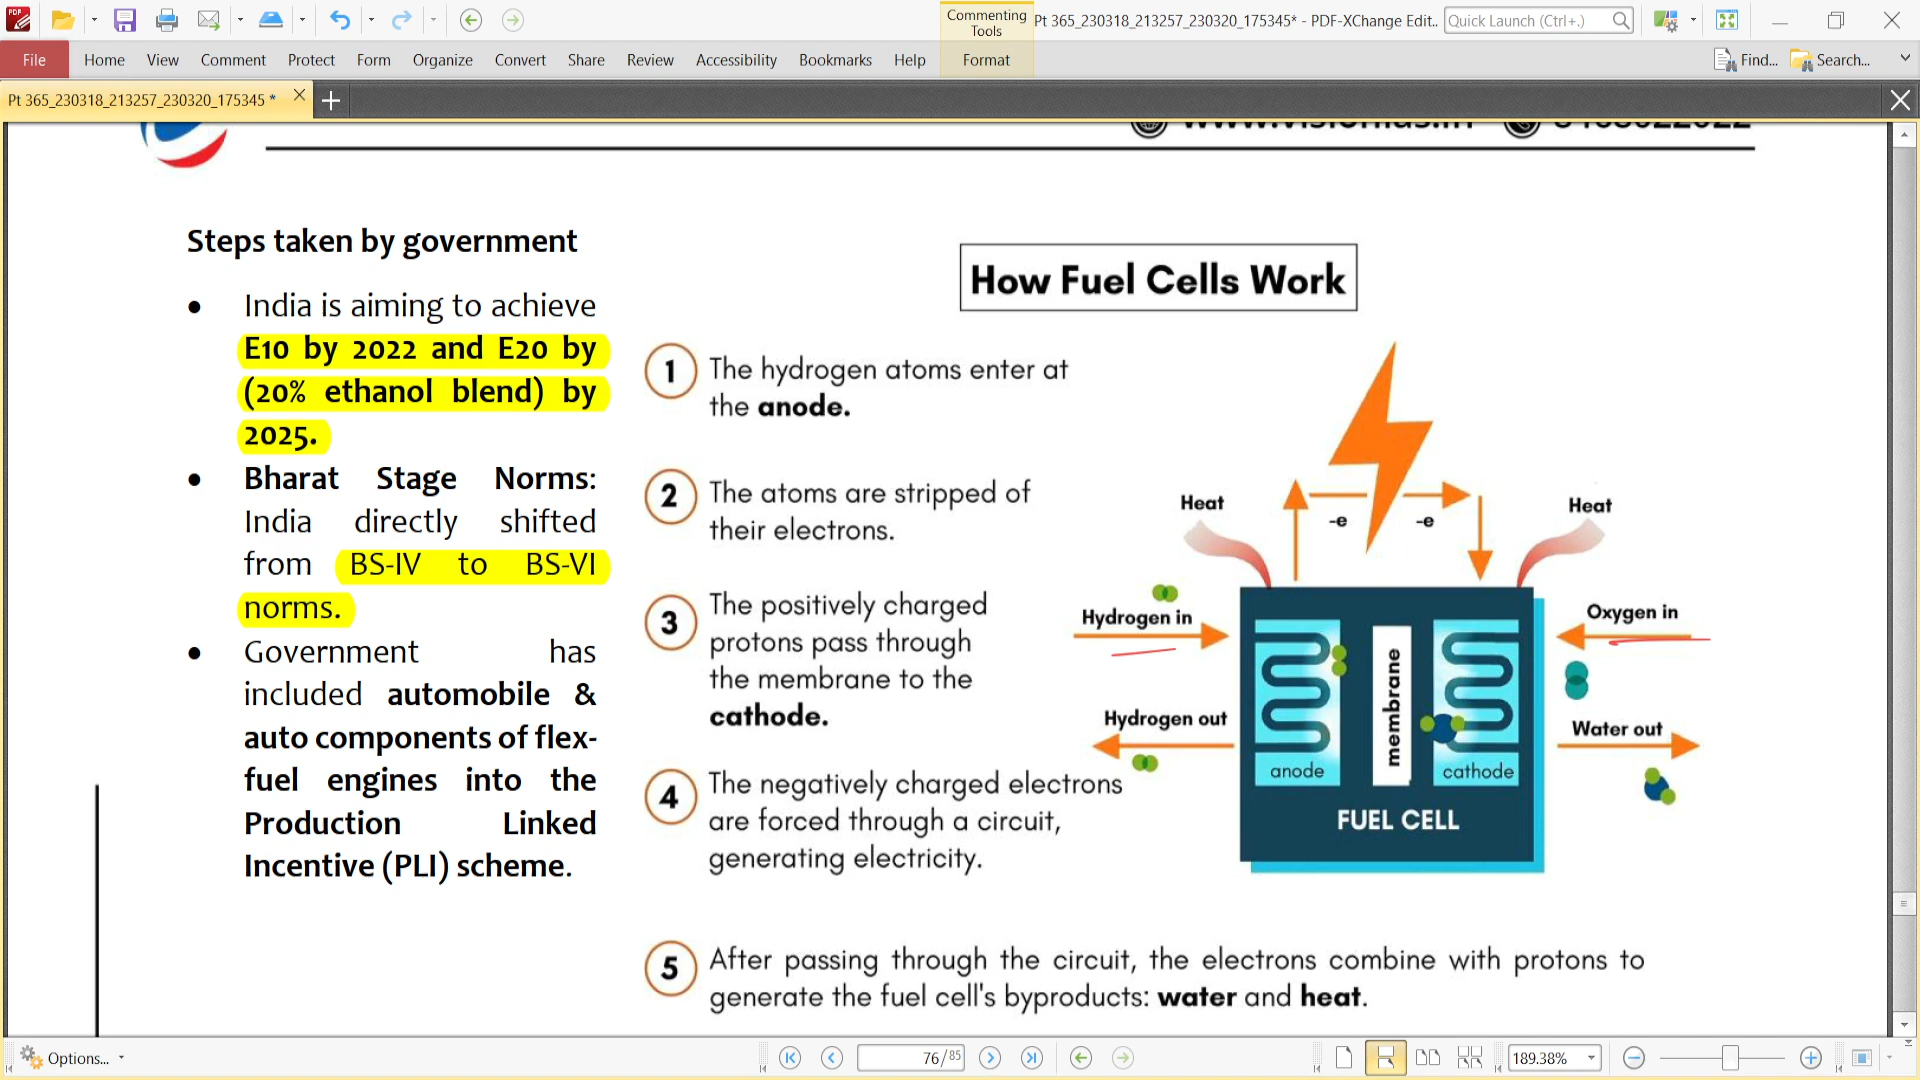 Commenting Tools
Pt 365_230318_213257_230320_175345* - PDF-XChange Edit..
Quick Launch (Ctrl+.)
File Home View Comment Protect Form Organize Convert Share Review Accessibility Bookmarks Help Format
Find... Search...
Pt 365_230318_213257_230320_175345 *
Steps taken by government
• India is aiming to achieve
E10 by 2022 and E20 by
(20% ethanol blend) by
2025.
• Bharat Stage Norms:
India directly shifted
from BS-IV to BS-VI
norms.
• Government has
included automobile &
auto components of flex-
fuel engines into the
Production Linked
Incentive (PLI) scheme.
How Fuel Cells Work
1 The hydrogen atoms enter at
the anode.
2 The atoms are stripped of
their electrons.
3 The positively charged
protons pass through
the membrane to the
cathode.
4 The negatively charged electrons
are forced through a circuit,
generating electricity.
5 After passing through the circuit, the electrons combine with protons to
generate the fuel cell's byproducts: water and heat.
Heat
-e
-e
Heat
Hydrogen in
Oxygen in
Hydrogen out
Water out
membrane
anode
cathode
FUEL CELL
Options...
76/85
189.38%